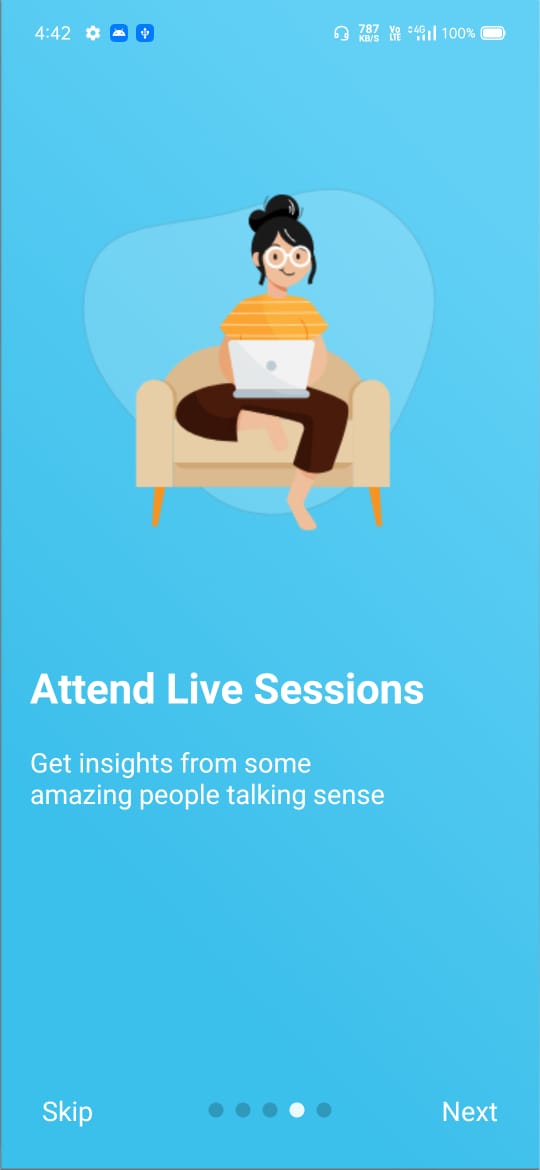 4:42 787 KB/S Vo LTE 4G 100%
Attend Live Sessions
Get insights from some
amazing people talking sense
Skip Next